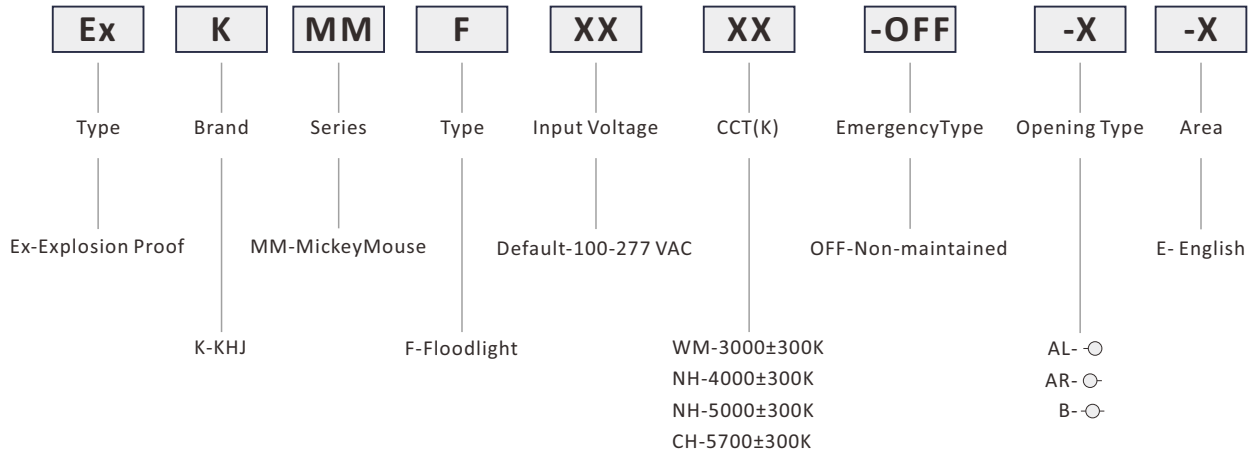 Ex K MM F XX XX -OFF -X -X
Type Brand Series Type Input Voltage CCT(K) EmergencyType Opening Type Area
Ex-Explosion Proof MM-MickeyMouse Default-100-277 VAC OFF-Non-maintained E- English
K-KHJ F-Floodlight WM-3000±300K AL-
NH-4000±300K AR-
NH-5000±300K B-
CH-5700±300K